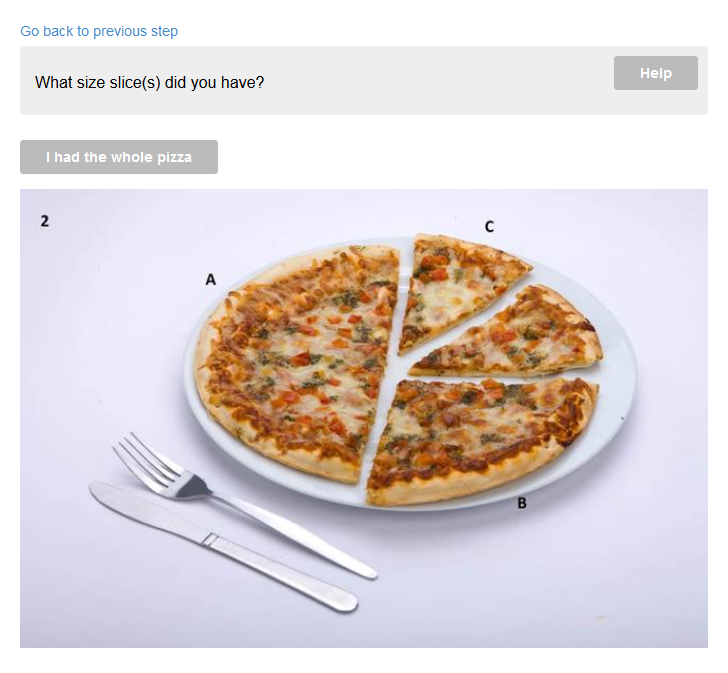 Go back to previous step
What size slice(s) did you have?
Help
I had the whole pizza
2
C
A
B